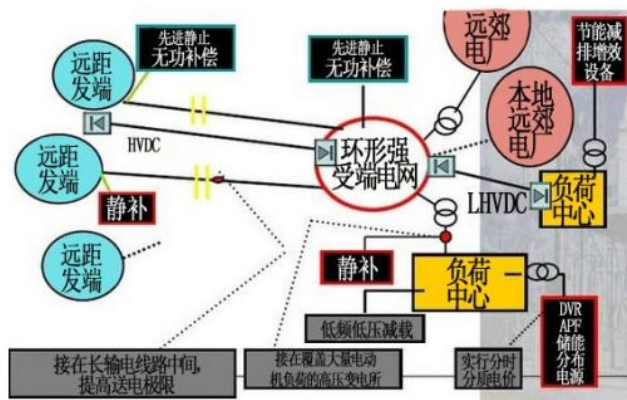 先进静止
无功补偿
先进静止
无功补偿
远郊
电厂
节能减
排增效
设备
远距
发端
本地
远郊
电厂
HVDC
环形强
受端电网
远距
发端
静补
LHVDC
负荷
中心
远距
发端
静补
负荷
中心
低频低压减载
DVR
APF
储能
分布
电源
接在长输电线路中间,
提高送电极限
接在覆盖大量电动
机负荷的高压变电所
实行分时
分质电价